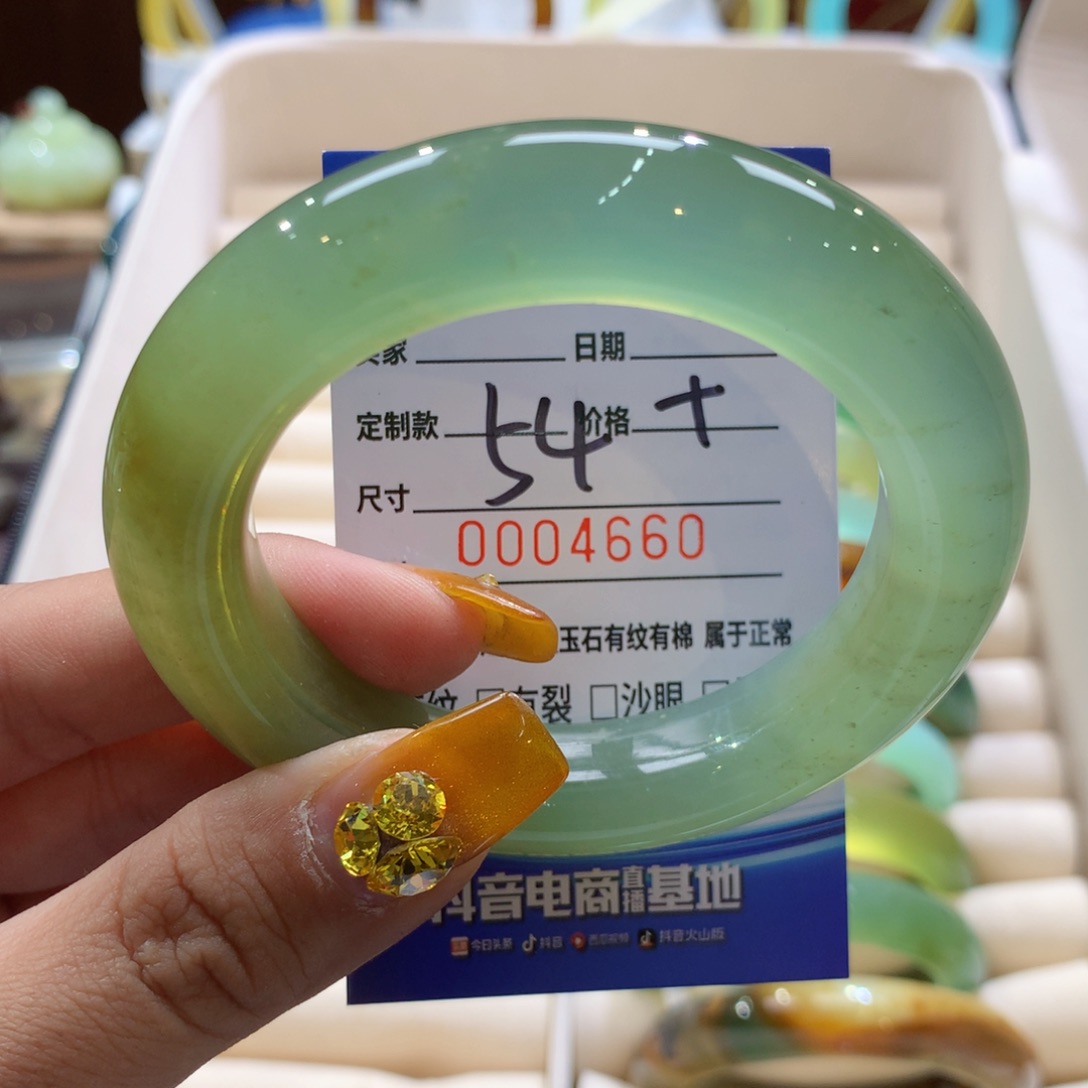 家 日期
定制款 54+ 价格
尺寸
0004660
玉石有纹有棉 属于正常
纹 □有裂 □沙眼
抖音电商直播基地
今日头条 抖音 西瓜视频 抖音火山版